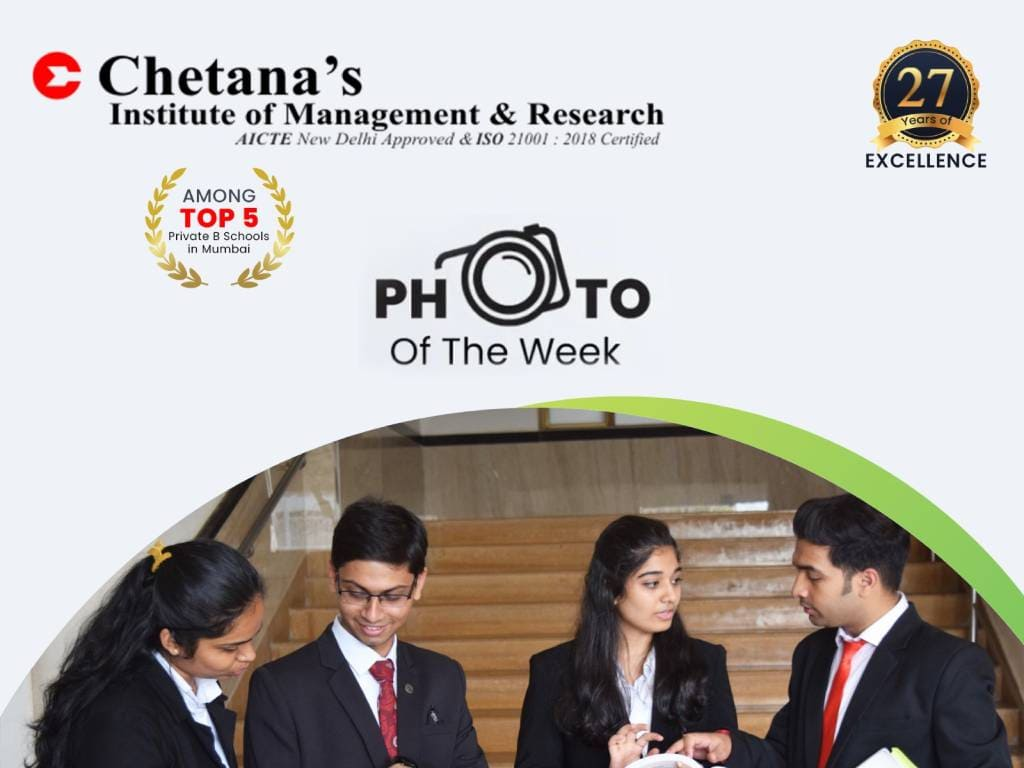 Chetana's
Institute of Management & Research
AICTE New Delhi Approved & ISO 21001 : 2018 Certified
27
Years of
EXCELLENCE
AMONG
TOP 5
Private B Schools
in Mumbai
PHOTO
Of The Week